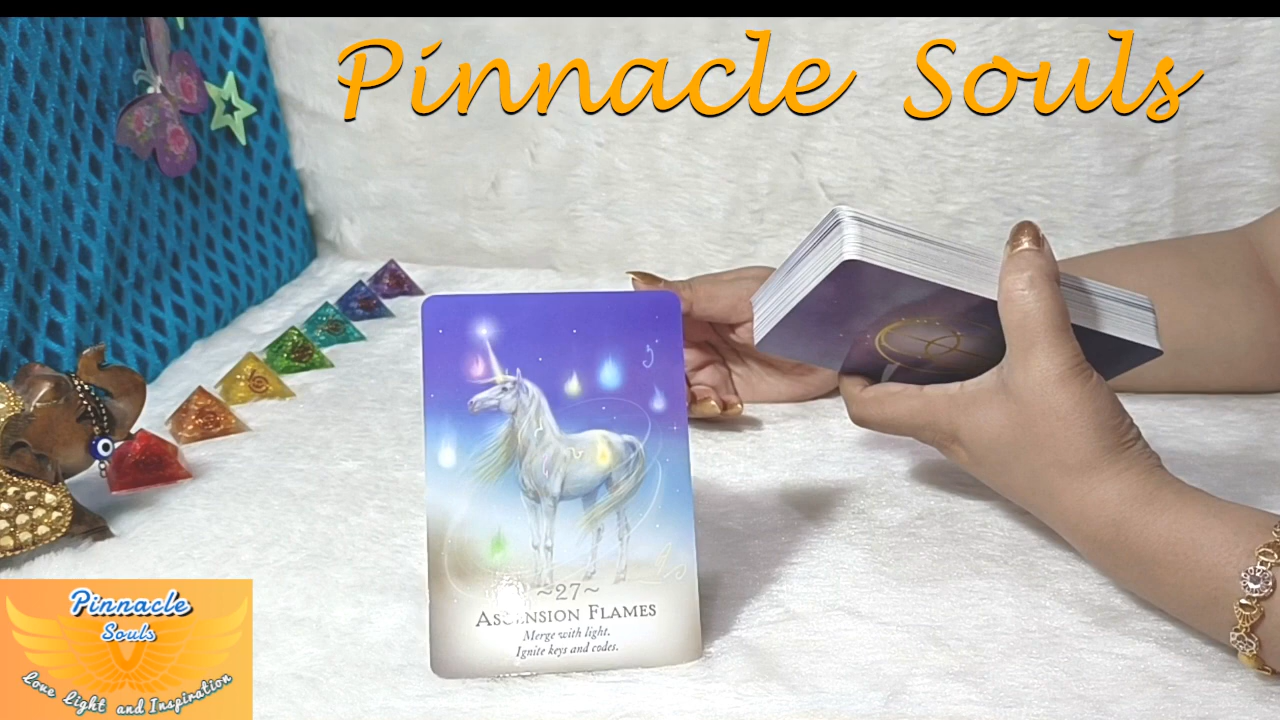 Pinnacle Souls
~27~
ASCENSION FLAMES
Merge with light.
Ignite keys and codes.
Pinnacle
Souls
Love Light and Inspiration